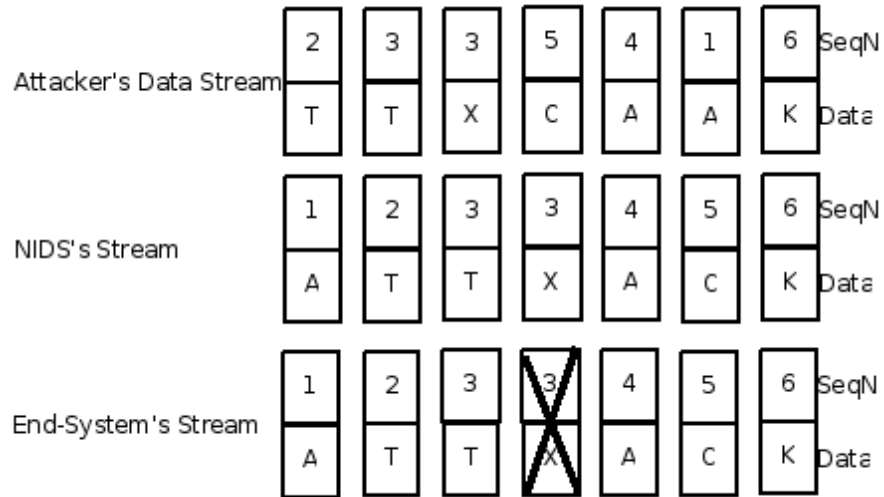 2 3 3 5 4 1 6 SeqN
Attacker's Data Stream
T T X C A A K Data
1 2 3 3 4 5 6 SeqN
NIDS's Stream
A T T X A C K Data
1 2 3 3 4 5 6 SeqN
End-System's Stream
A T T X A C K Data